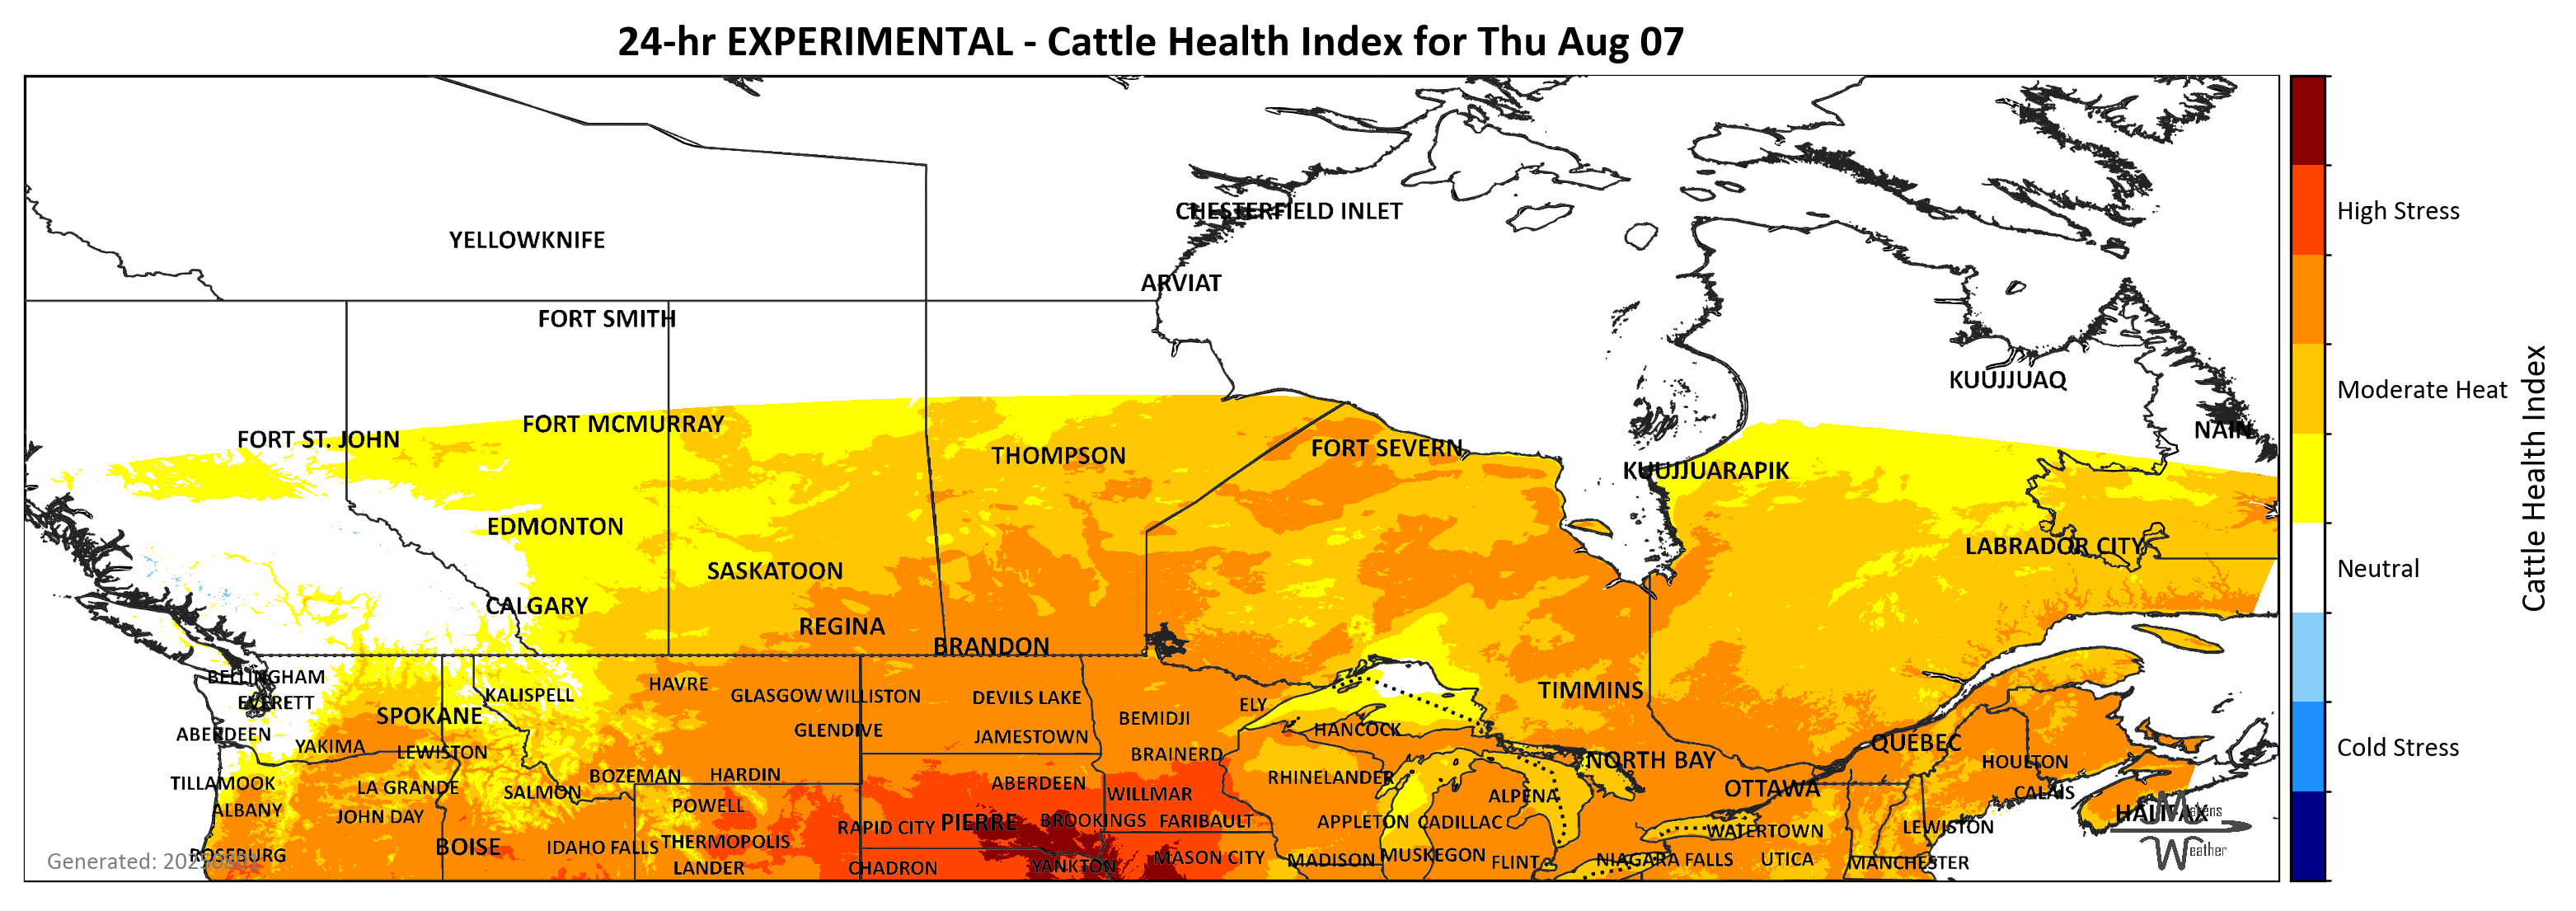 24-hr EXPERIMENTAL - Cattle Health Index for Thu Aug 07
CHESTERFIELD INLET
YELLOWKNIFE
ARVIAT
FORT SMITH
KUUJJUAQ
FORT MCMURRAY
FORT ST. JOHN
NAIN
THOMPSON
FORT SEVERN
KUUJJUARAPIK
EDMONTON
LABRADOR CITY
SASKATOON
CALGARY
REGINA
BRANDON
BELLINGHAM
EVERETT
KALISPELL
HAVRE
GLASGOW
WILLISTON
DEVILS LAKE
ELY
TIMMINS
SPOKANE
BEMIDJI
ABERDEEN
GLENDIVE
JAMESTOWN
HANCOCK
YAKIMA
LEWISTON
BRAINERD
NORTH BAY
QUEBEC
HOULTON
TILLAMOOK
LA GRANDE
SALMON
BOZEMAN
HARDIN
ABERDEEN
WILLMAR
RHINELANDER
ALPENA
OTTAWA
CALAIS
ALBANY
JOHN DAY
POWELL
RAPID CITY
PIERRE
BROOKINGS
FARIBAULT
APPLETON
CADILLAC
WATERTOWN
LEWISTON
HALIFAX
Makens
Weather
ROSEBURG
BOISE
IDAHO FALLS
THERMOPOLIS
LANDER
CHADRON
YANKTON
MASON CITY
MADISON
MUSKEGON
FLINT
NIAGARA FALLS
UTICA
MANCHESTER
Generated:
High Stress
Moderate Heat
Neutral
Cold Stress
Cattle Health Index